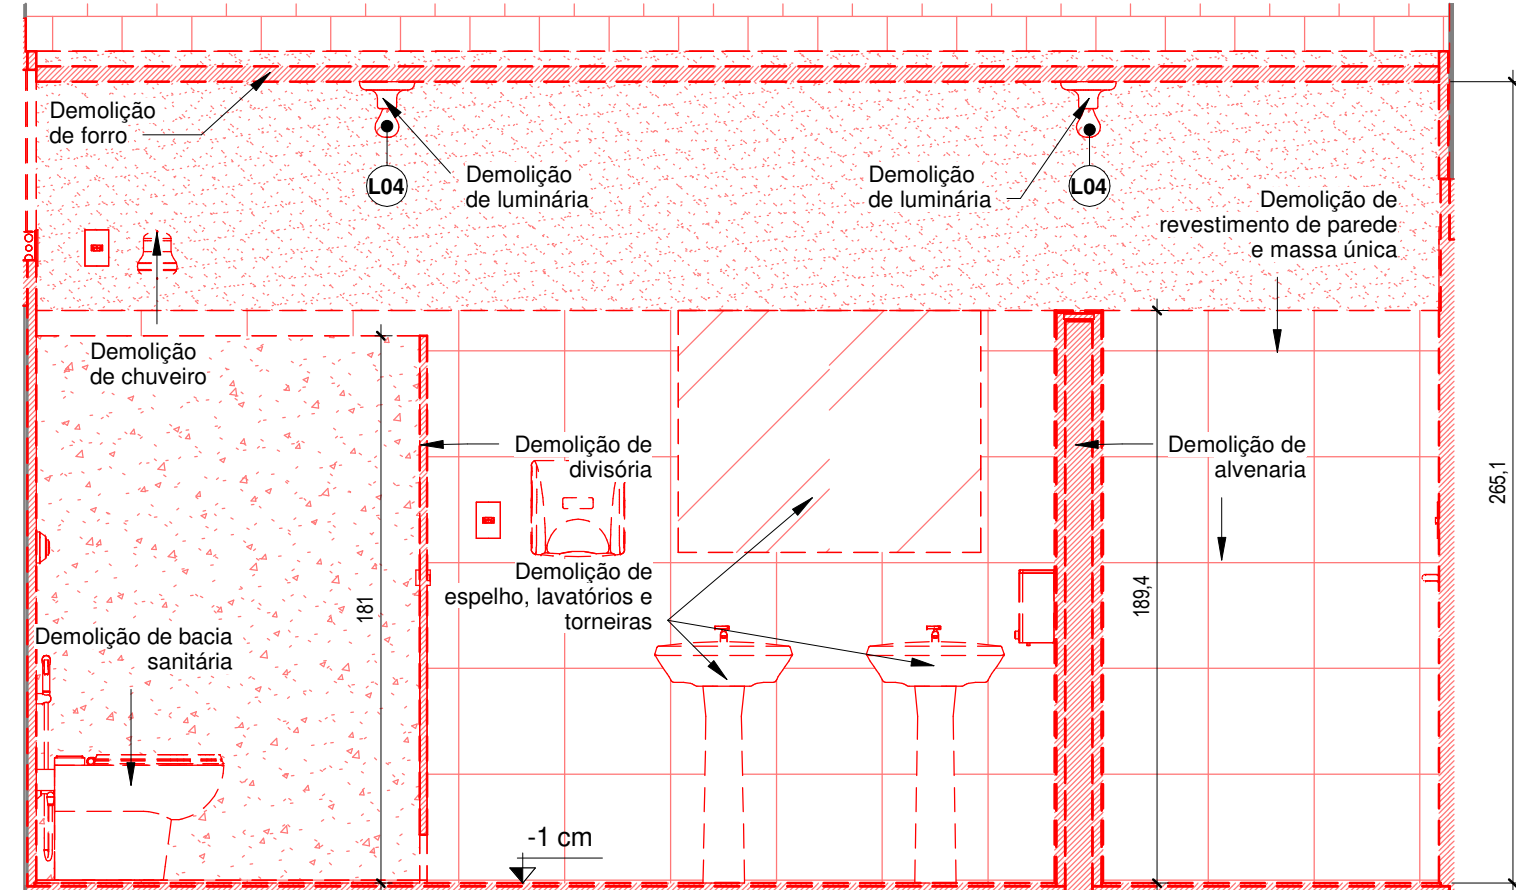 Demolição
de forro
L04
Demolição
de luminária
Demolição
de luminária
L04
Demolição de
revestimento de parede
e massa única
Demolição
de chuveiro
Demolição de
divisória
Demolição de
alvenaria
265,1
Demolição de
espelho, lavatórios e
torneiras
181
189,4
Demolição de bacia
sanitária
-1 cm